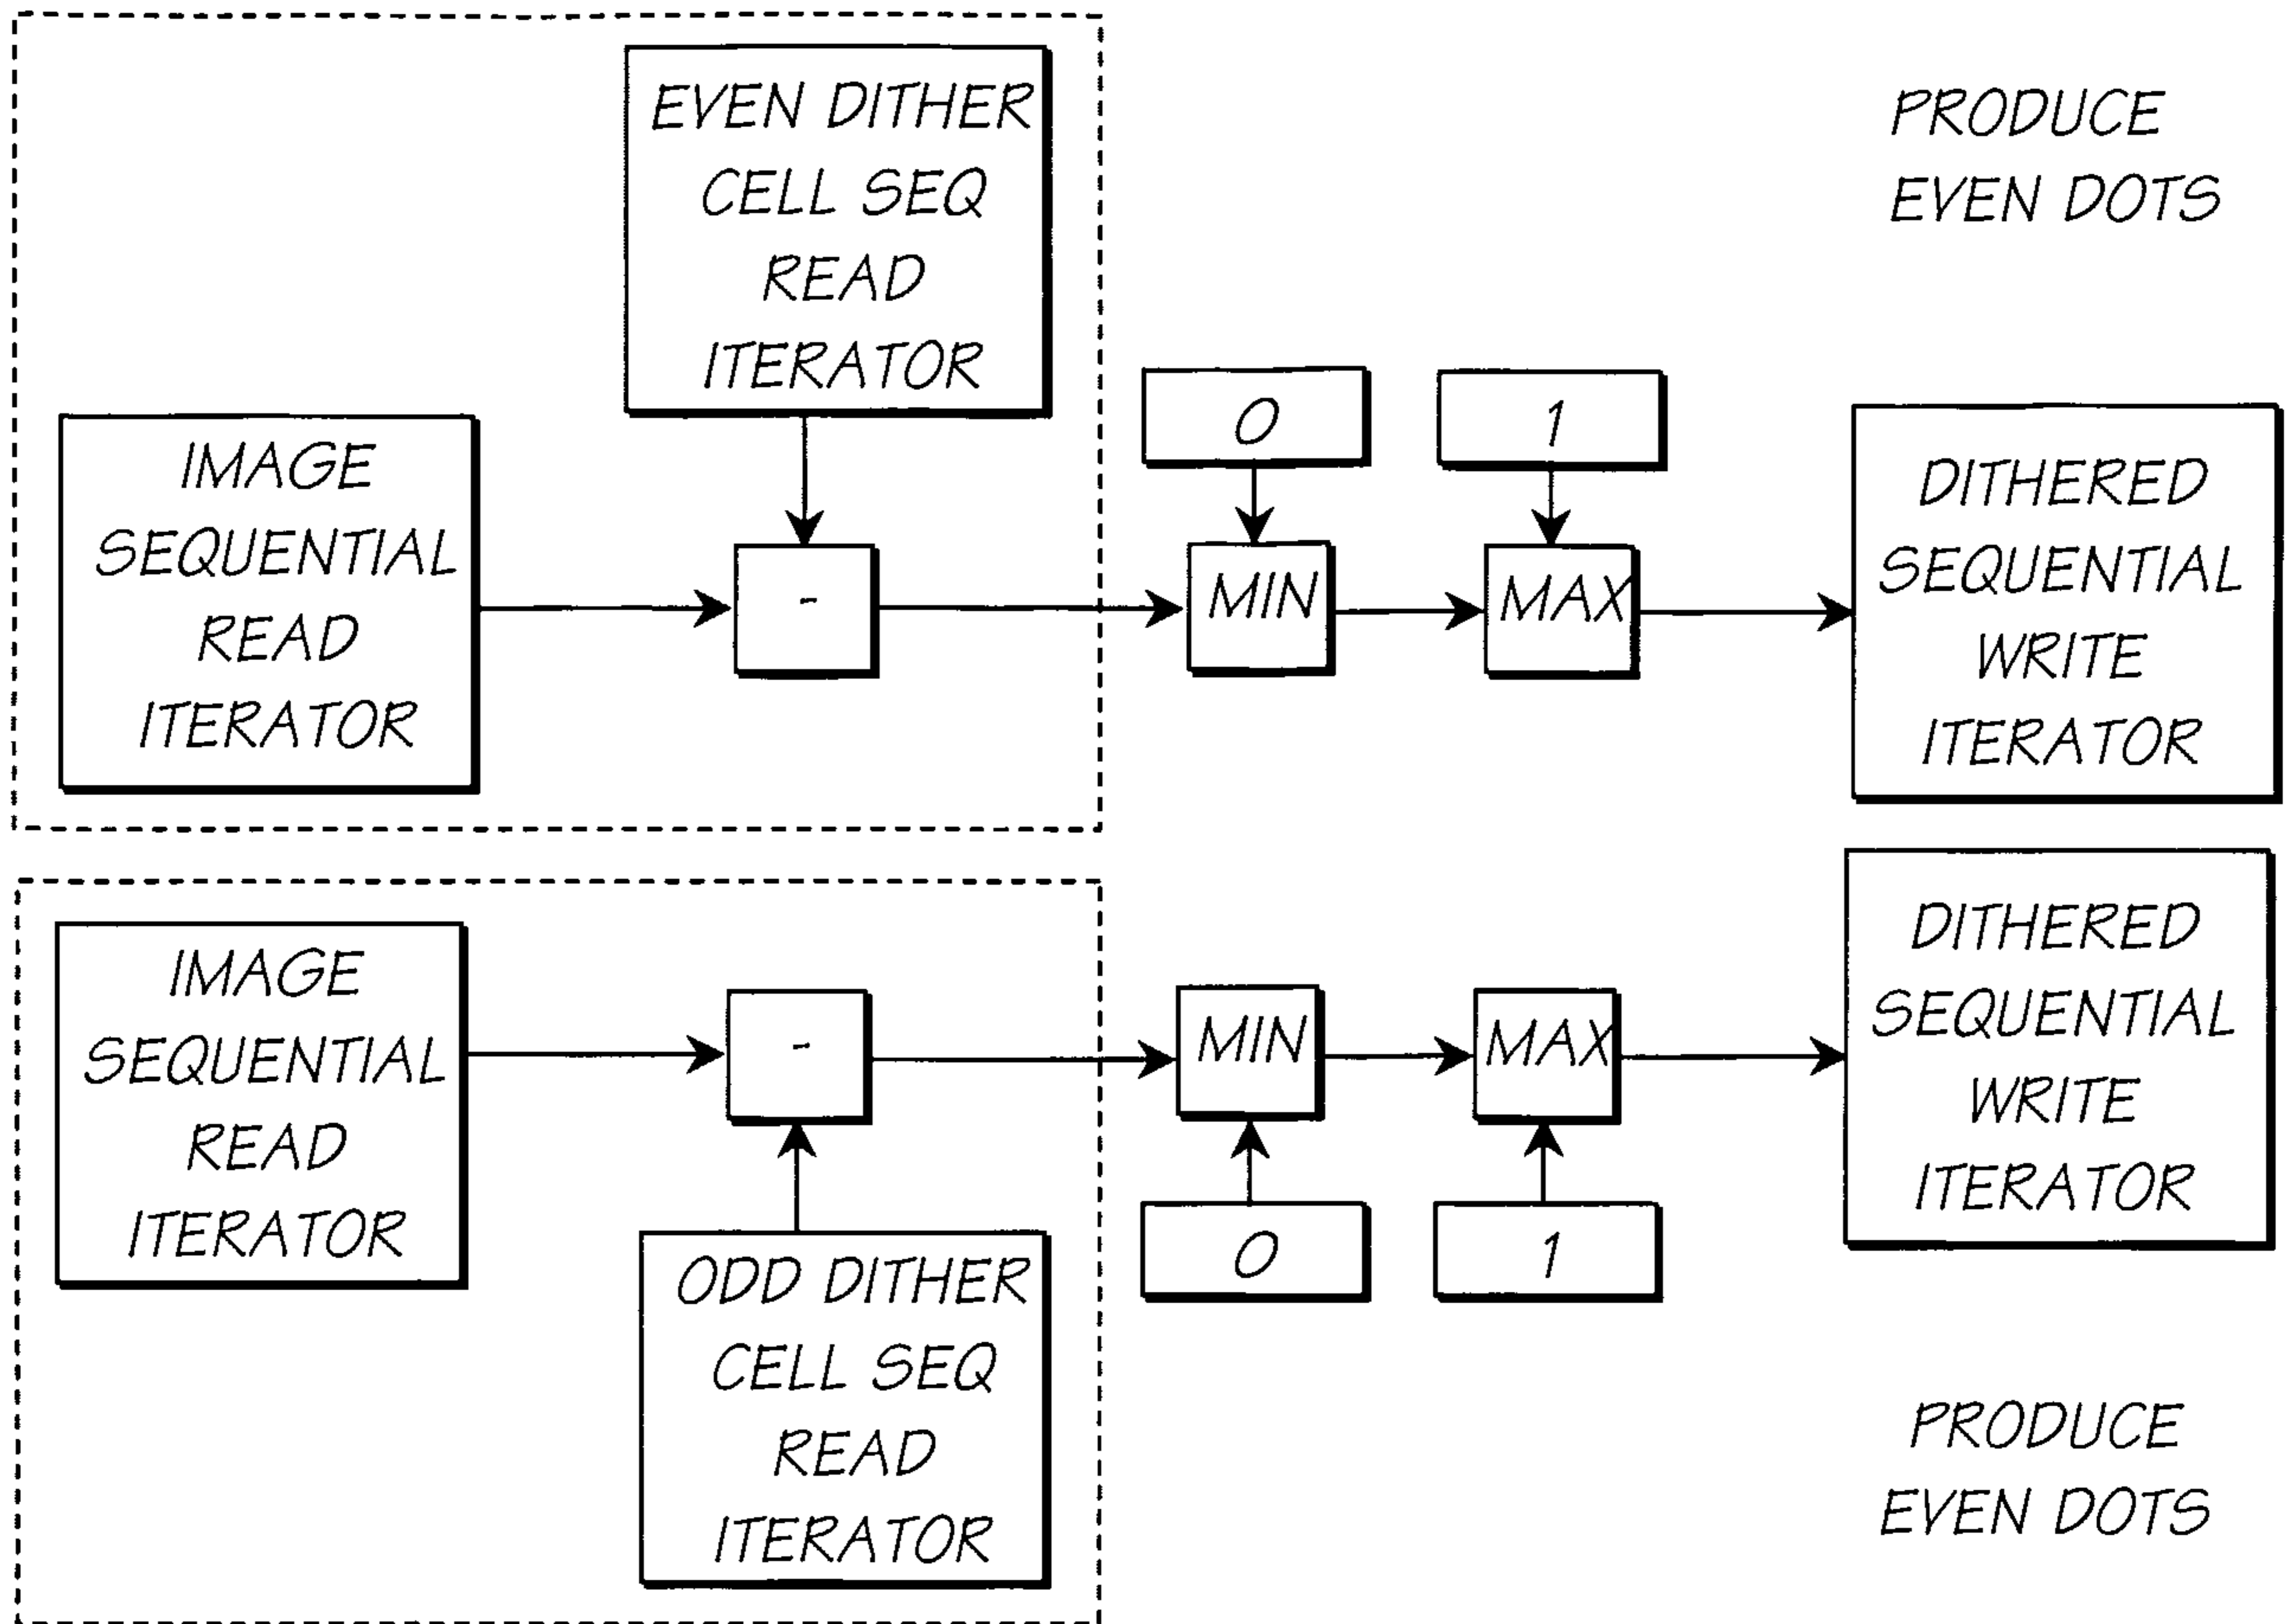 EVEN DITHER
CELL SEQ
READ
ITERATOR
PRODUCE
EVEN DOTS
IMAGE
SEQUENTIAL
READ
ITERATOR
-
0
1
MIN
MAX
DITHERED
SEQUENTIAL
WRITE
ITERATOR
IMAGE
SEQUENTIAL
READ
ITERATOR
-
MIN
MAX
DITHERED
SEQUENTIAL
WRITE
ITERATOR
ODD DITHER
CELL SEQ
READ
ITERATOR
0
1
PRODUCE
EVEN DOTS